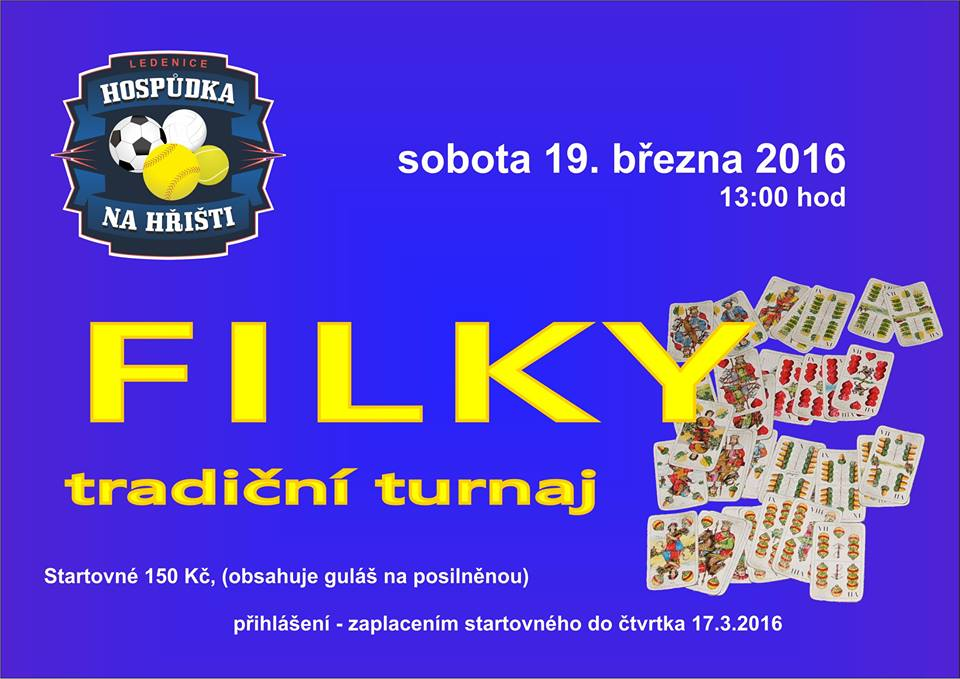 LEDENICE
HOSPŮDKA
NA HŘIŠTI
sobota 19. března 2016
13:00 hod
FILKY
tradiční turnaj
Startovné 150 Kč, (obsahuje guláš na posilněnou)
přihlášení - zaplacením startovného do čtvrtka 17.3.2016